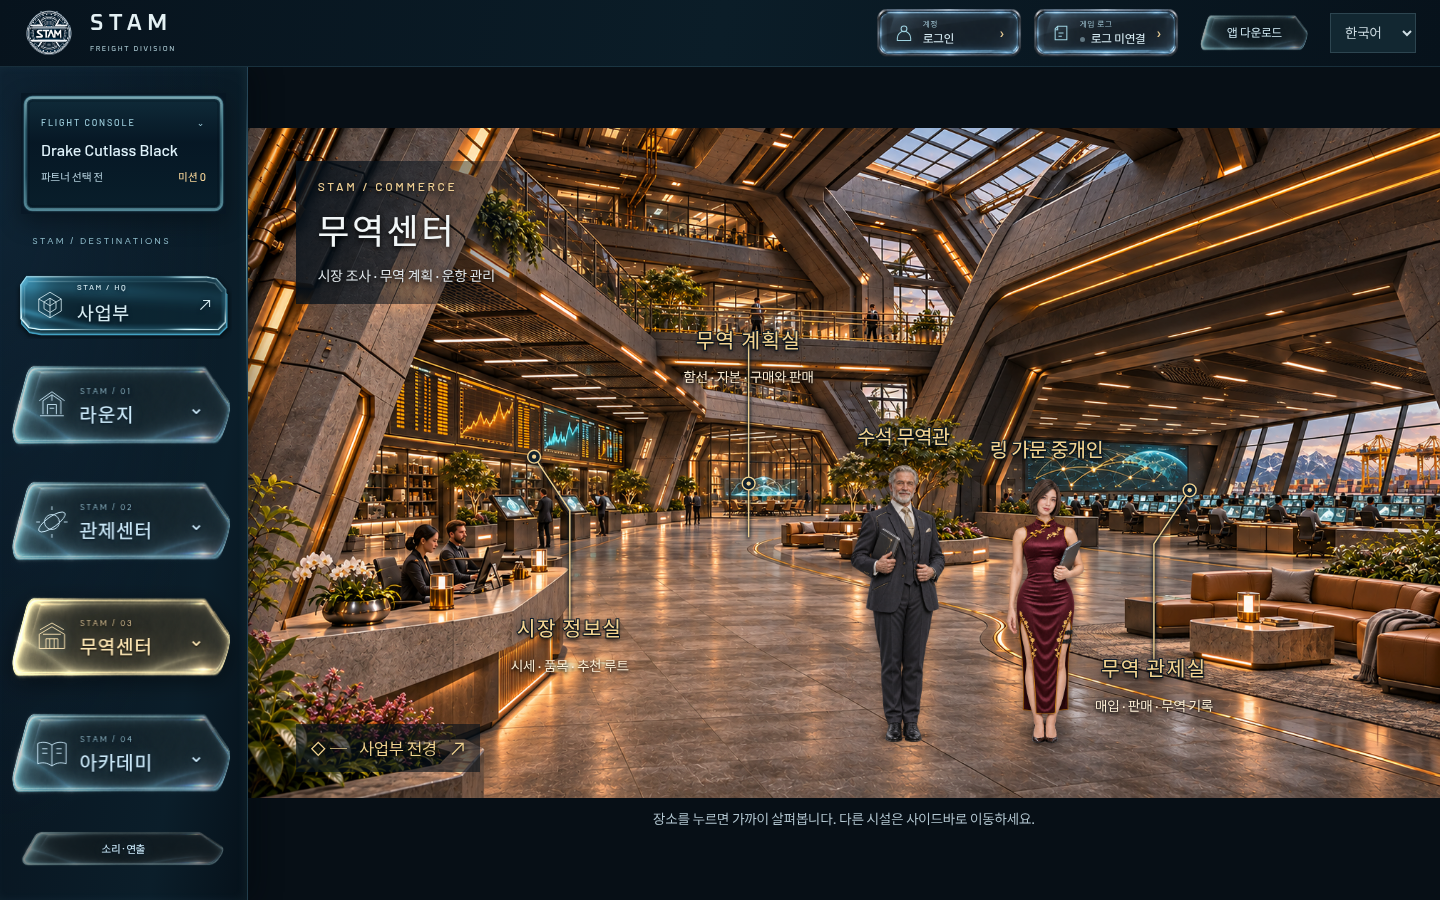 STAM
STAM
FREIGHT DIVISION
계정
로그인
게임 로그
로그 미연결
앱 다운로드
한국어
FLIGHT CONSOLE
Drake Cutlass Black
파트너 선택 전
미션 0
STAM / DESTINATIONS
STAM / HQ
사업부
STAM / 01
라운지
STAM / 02
관제센터
STAM / 03
무역센터
STAM / 04
아카데미
소리·연출
STAM / COMMERCE
무역센터
시장 조사 · 무역 계획 · 운항 관리
무역 계획실
함선 · 자본 · 구매와 판매
수석 무역관
링 가문 중개인
시장 정보실
시세 · 품목 · 추천 루트
무역 관제실
매입 · 판매 · 무역 기록
사업부 전경
장소를 누르면 가까이 살펴봅니다. 다른 시설은 사이드바로 이동하세요.